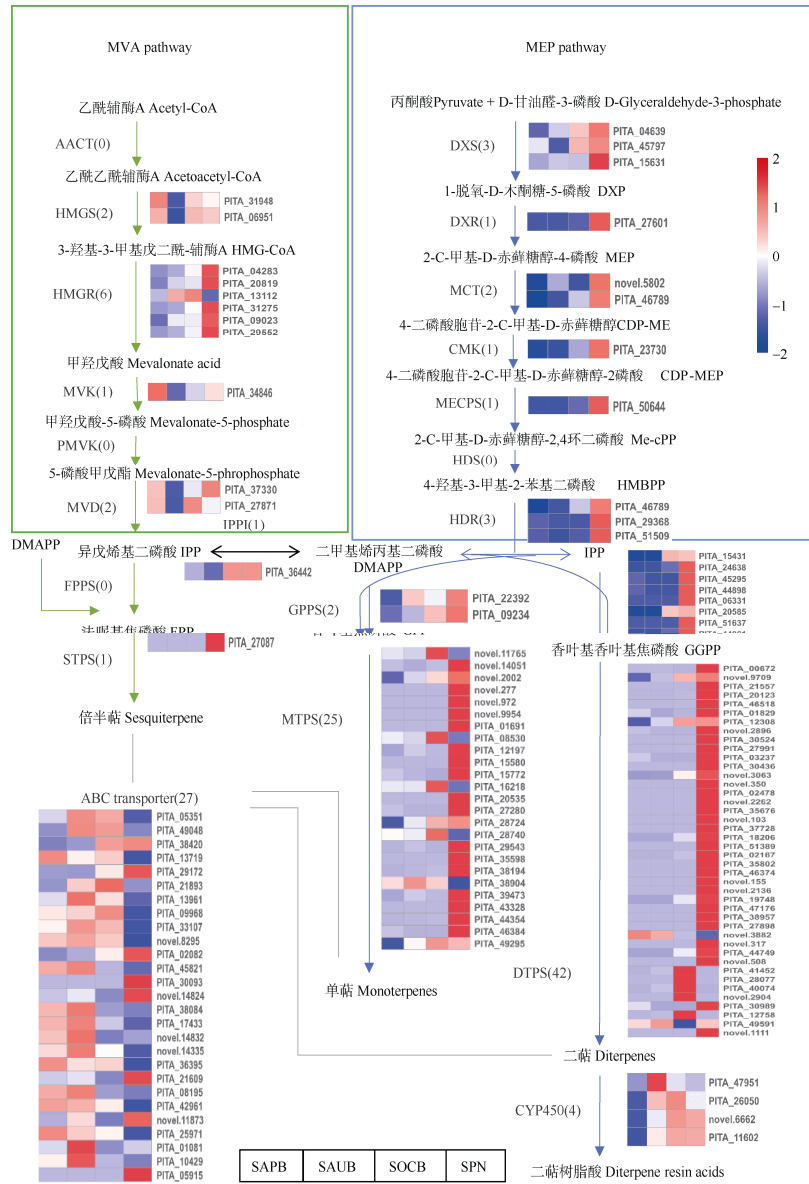 MVA pathway
乙酰辅酶A Acetyl-CoA
AACT(0)
乙酰乙酰辅酶A Acetoacetyl-CoA
HMGS(2)
PITA_31948
PITA_06951
3-羟基-3-甲基戊二酰-辅酶A HMG-CoA
HMGR(6)
PITA_04283
PITA_20819
PITA_13112
PITA_31275
PITA_09023
PITA_20552
甲羟戊酸 Mevalonate acid
MVK(1)
PITA_34846
甲羟戊酸-5-磷酸 Mevalonate-5-phosphate
PMVK(0)
5-磷酸甲戊酯 Mevalonate-5-phrophosphate
MVD(2)
PITA_37330
PITA_27871
IPPI(1)
MEP pathway
丙酮酸Pyruvate + D-甘油醛-3-磷酸 D-Glyceraldehyde-3-phosphate
DXS(3)
PITA_04639
PITA_45797
PITA_15631
1-脱氧-D-木酮糖-5-磷酸 DXP
DXR(1)
PITA_27601
2-C-甲基-D-赤藓糖醇-4-磷酸 MEP
MCT(2)
novel.5802
PITA_46789
4-二磷酸胞苷-2-C-甲基-D-赤藓糖醇CDP-ME
CMK(1)
PITA_23730
4-二磷酸胞苷-2-C-甲基-D-赤藓糖醇-2磷酸 CDP-MEP
MECPS(1)
PITA_50644
2-C-甲基-D-赤藓糖醇-2,4环二磷酸 Me-cPP
HDS(0)
4-羟基-3-甲基-2-苯基二磷酸 HMBPP
HDR(3)
PITA_46789
PITA_29368
PITA_51509
2
1
0
−1
−2
DMAPP
异戊烯基二磷酸 IPP
二甲基烯丙基二磷酸
DMAPP
IPP
PITA_36442
FPPS(0)
STPS(1)
PITA_27087
倍半萜 Sesquiterpene
GPPS(2)
PITA_22392
PITA_09234
PITA_15431
PITA_24638
PITA_45295
PITA_44898
PITA_06331
PITA_20585
PITA_51637
香叶基香叶基焦磷酸 GGPP
MTPS(25)
novel.11765
novel.14051
novel.2002
novel.277
novel.972
novel.9954
PITA_01691
PITA_08530
PITA_12197
PITA_15580
PITA_15772
PITA_16218
PITA_20535
PITA_27280
PITA_28724
PITA_28740
PITA_29543
PITA_35598
PITA_38194
PITA_38904
PITA_39473
PITA_43328
PITA_44354
PITA_46384
PITA_49295
单萜 Monoterpenes
DTPS(42)
PITA_00672
novel.9709
PITA_21557
PITA_20123
PITA_46518
PITA_01829
PITA_12308
novel.2896
PITA_30524
PITA_27991
PITA_03237
PITA_30436
novel.3063
novel.350
PITA_02478
novel.2262
PITA_35676
novel.103
PITA_37728
PITA_18206
PITA_51389
PITA_02167
PITA_35802
PITA_46374
novel.155
novel.2136
PITA_19748
PITA_47176
PITA_38957
PITA_27898
novel.3882
novel.317
PITA_44749
novel.508
PITA_41452
PITA_28077
PITA_40074
novel.2904
PITA_30989
PITA_12758
PITA_49591
novel.1111
二萜 Diterpenes
CYP450(4)
PITA_47951
PITA_26050
novel.6662
PITA_11602
二萜树脂酸 Diterpene resin acids
ABC transporter(27)
PITA_05351
PITA_49048
PITA_38420
PITA_13719
PITA_29172
PITA_21893
PITA_13961
PITA_09968
PITA_33107
novel.8295
PITA_02082
PITA_45821
PITA_30093
novel.14824
PITA_38084
PITA_17433
novel.14832
novel.14335
PITA_36395
PITA_21609
PITA_08195
PITA_42961
novel.11873
PITA_25971
PITA_01081
PITA_10429
PITA_05915
SAPB SAUB SOCB SPN